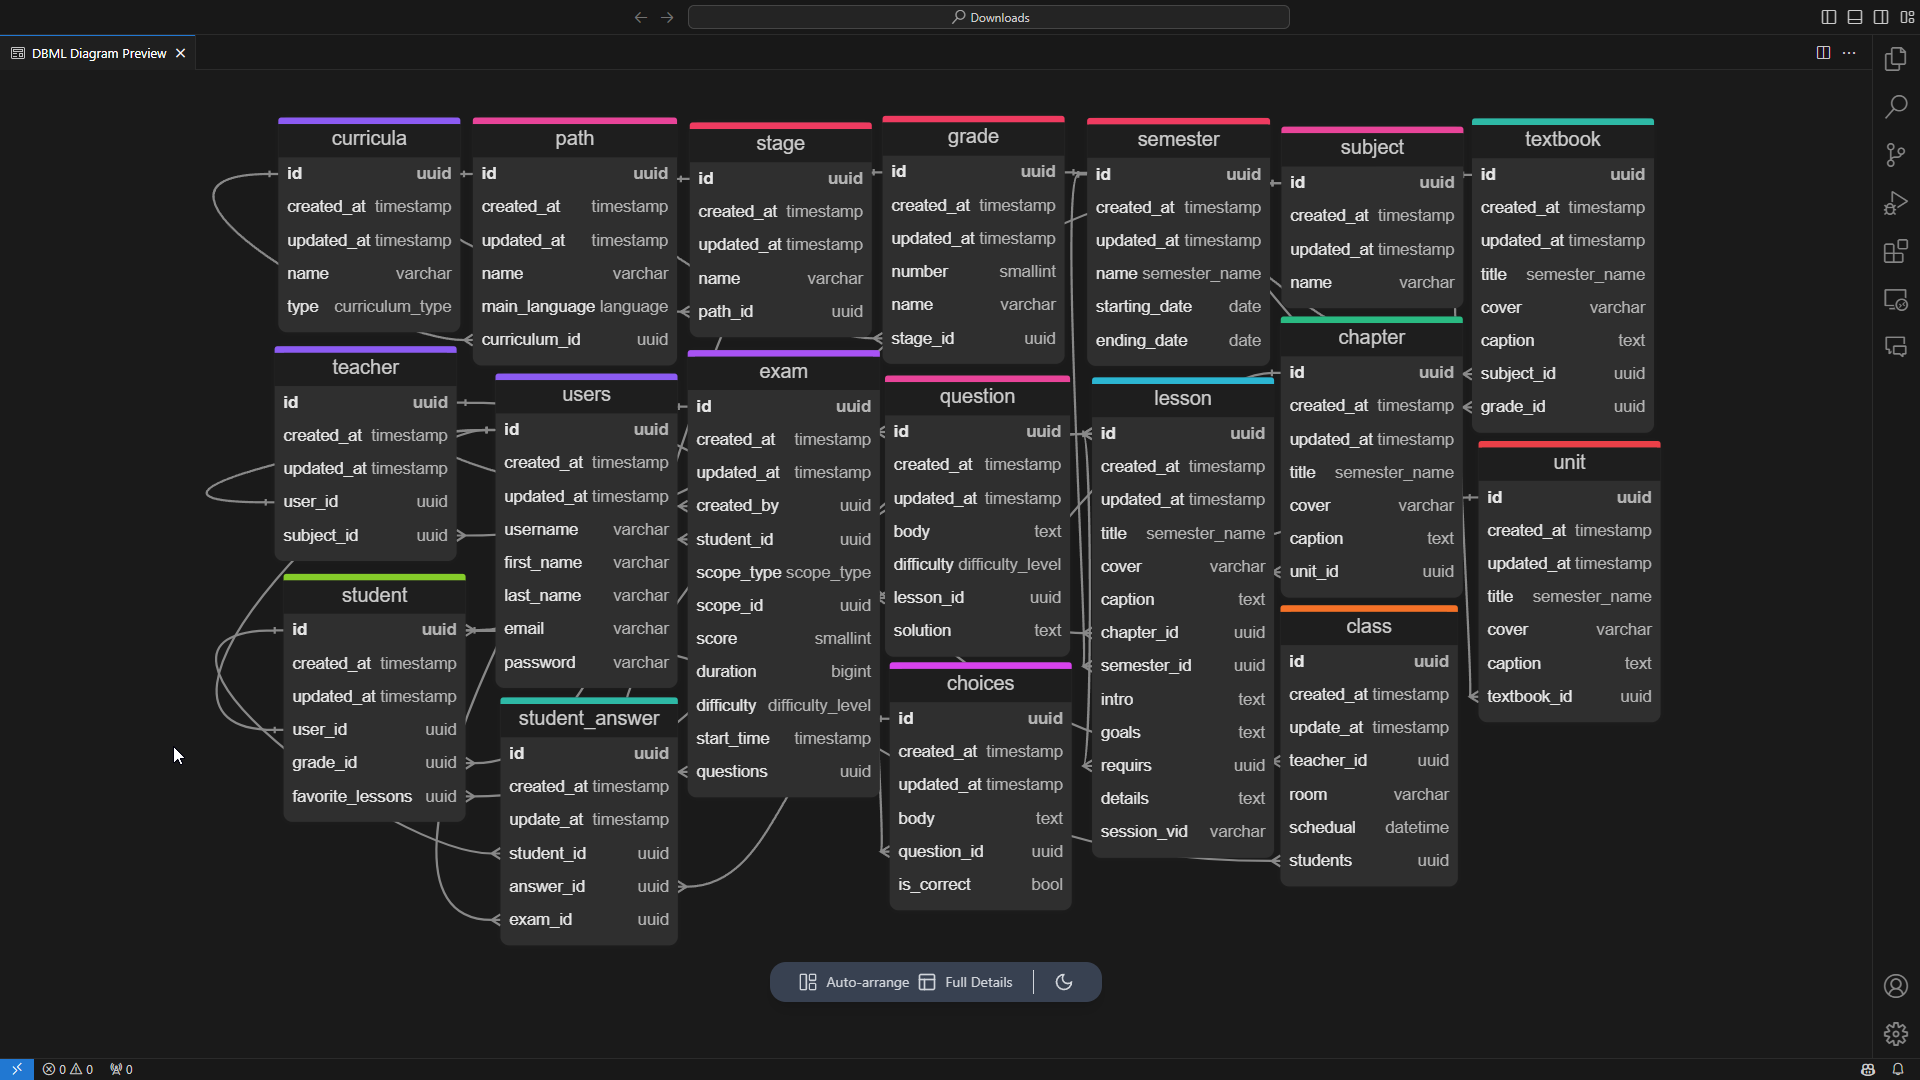 Downloads
DBML Diagram Preview
curricula
id uuid
created_at timestamp
updated_at timestamp
name varchar
type curriculum_type
path
id uuid
created_at timestamp
updated_at timestamp
name varchar
main_language language
curriculum_id uuid
stage
id uuid
created_at timestamp
updated_at timestamp
name varchar
path_id uuid
grade
id uuid
created_at timestamp
updated_at timestamp
number smallint
name varchar
stage_id uuid
semester
id uuid
created_at timestamp
updated_at timestamp
name semester_name
starting_date date
ending_date date
subject
id uuid
created_at timestamp
updated_at timestamp
name varchar
textbook
id uuid
created_at timestamp
updated_at timestamp
title semester_name
cover varchar
caption text
subject_id uuid
grade_id uuid
teacher
id uuid
created_at timestamp
updated_at timestamp
user_id uuid
subject_id uuid
users
id uuid
created_at timestamp
updated_at timestamp
username varchar
first_name varchar
last_name varchar
email varchar
password varchar
exam
id uuid
created_at timestamp
updated_at timestamp
created_by uuid
student_id uuid
scope_type scope_type
scope_id uuid
score smallint
duration bigint
difficulty difficulty_level
start_time timestamp
questions uuid
question
id uuid
created_at timestamp
updated_at timestamp
body text
difficulty difficulty_level
lesson_id uuid
solution text
lesson
id uuid
created_at timestamp
updated_at timestamp
title semester_name
cover varchar
caption text
chapter_id uuid
semester_id uuid
intro text
goals text
requirs uuid
details text
session_vid varchar
chapter
id uuid
created_at timestamp
updated_at timestamp
title semester_name
cover varchar
caption text
unit_id uuid
unit
id uuid
created_at timestamp
updated_at timestamp
title semester_name
cover varchar
caption text
textbook_id uuid
student
id uuid
created_at timestamp
updated_at timestamp
user_id uuid
grade_id uuid
favorite_lessons uuid
student_answer
id uuid
created_at timestamp
update_at timestamp
student_id uuid
answer_id uuid
exam_id uuid
choices
id uuid
created_at timestamp
updated_at timestamp
body text
question_id uuid
is_correct bool
class
id uuid
created_at timestamp
update_at timestamp
teacher_id uuid
room varchar
schedual datetime
students uuid
Auto-arrange Full Details
0 0 0